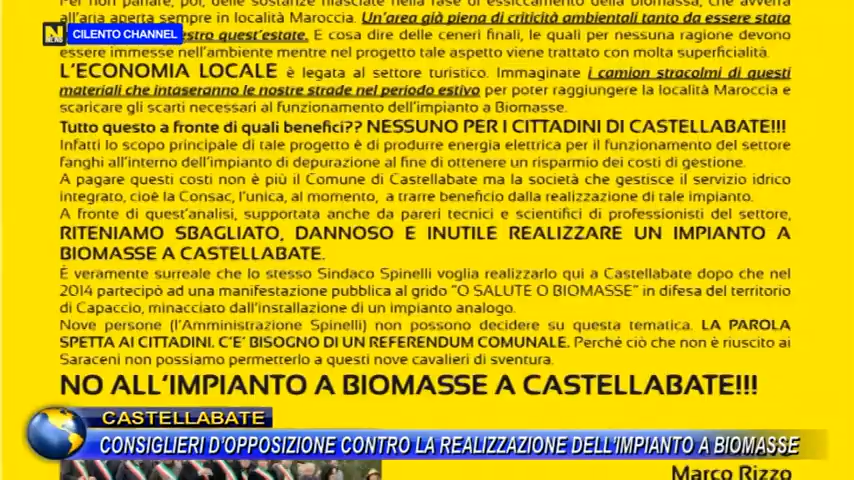 Per non parlare, poi, delle sostanze rilasciate nella fase di essiccamento della biomassa, che avverrà
all'aria aperta sempre in località Maroccia. Un'area già piena di criticità ambientali tanto da essere stata
quest'estate. E cosa dire delle ceneri finali, le quali per nessuna ragione devono
essere immesse nell'ambiente mentre nel progetto tale aspetto viene trattato con molta superficialità.
N
NEWS
CILENTO CHANNEL
L'ECONOMIA LOCALE è legata al settore turistico. Immaginate i camion stracolmi di questi
materiali che intaseranno le nostre strade nel periodo estivo per poter raggiungere la località Maroccia e
scaricare gli scarti necessari al funzionamento dell'impianto a Biomasse.
Tutto questo a fronte di quali benefici?? NESSUNO PER I CITTADINI DI CASTELLABATE!!!
Infatti lo scopo principale di tale progetto è di produrre energia elettrica per il funzionamento del settore
fanghi all'interno dell'impianto di depurazione al fine di ottenere un risparmio dei costi di gestione.
A pagare questi costi non è più il Comune di Castellabate ma la società che gestisce il servizio idrico
integrato, cioè la Consac, l'unica, al momento, a trarre beneficio dalla realizzazione di tale impianto.
A fronte di quest'analisi, supportata anche da pareri tecnici e scientifici di professionisti del settore,
RITENIAMO SBAGLIATO, DANNOSO E INUTILE REALIZZARE UN IMPIANTO A
BIOMASSE A CASTELLABATE.
È veramente surreale che lo stesso Sindaco Spinelli voglia realizzarlo qui a Castellabate dopo che nel
2014 partecipò ad una manifestazione pubblica al grido "O SALUTE O BIOMASSE" in difesa del territorio
di Capaccio, minacciato dall'installazione di un impianto analogo.
Nove persone (l'Amministrazione Spinelli) non possono decidere su questa tematica. LA PAROLA
SPETTA AI CITTADINI. C'E' BISOGNO DI UN REFERENDUM COMUNALE. Perché ciò che non è riuscito ai
Saraceni non possiamo permetterlo a questi nove cavalieri di sventura.
NO ALL'IMPIANTO A BIOMASSE A CASTELLABATE!!!
CASTELLABATE
CONSIGLIERI D'OPPOSIZIONE CONTRO LA REALIZZAZIONE DELL'IMPIANTO A BIOMASSE
Marco Rizzo